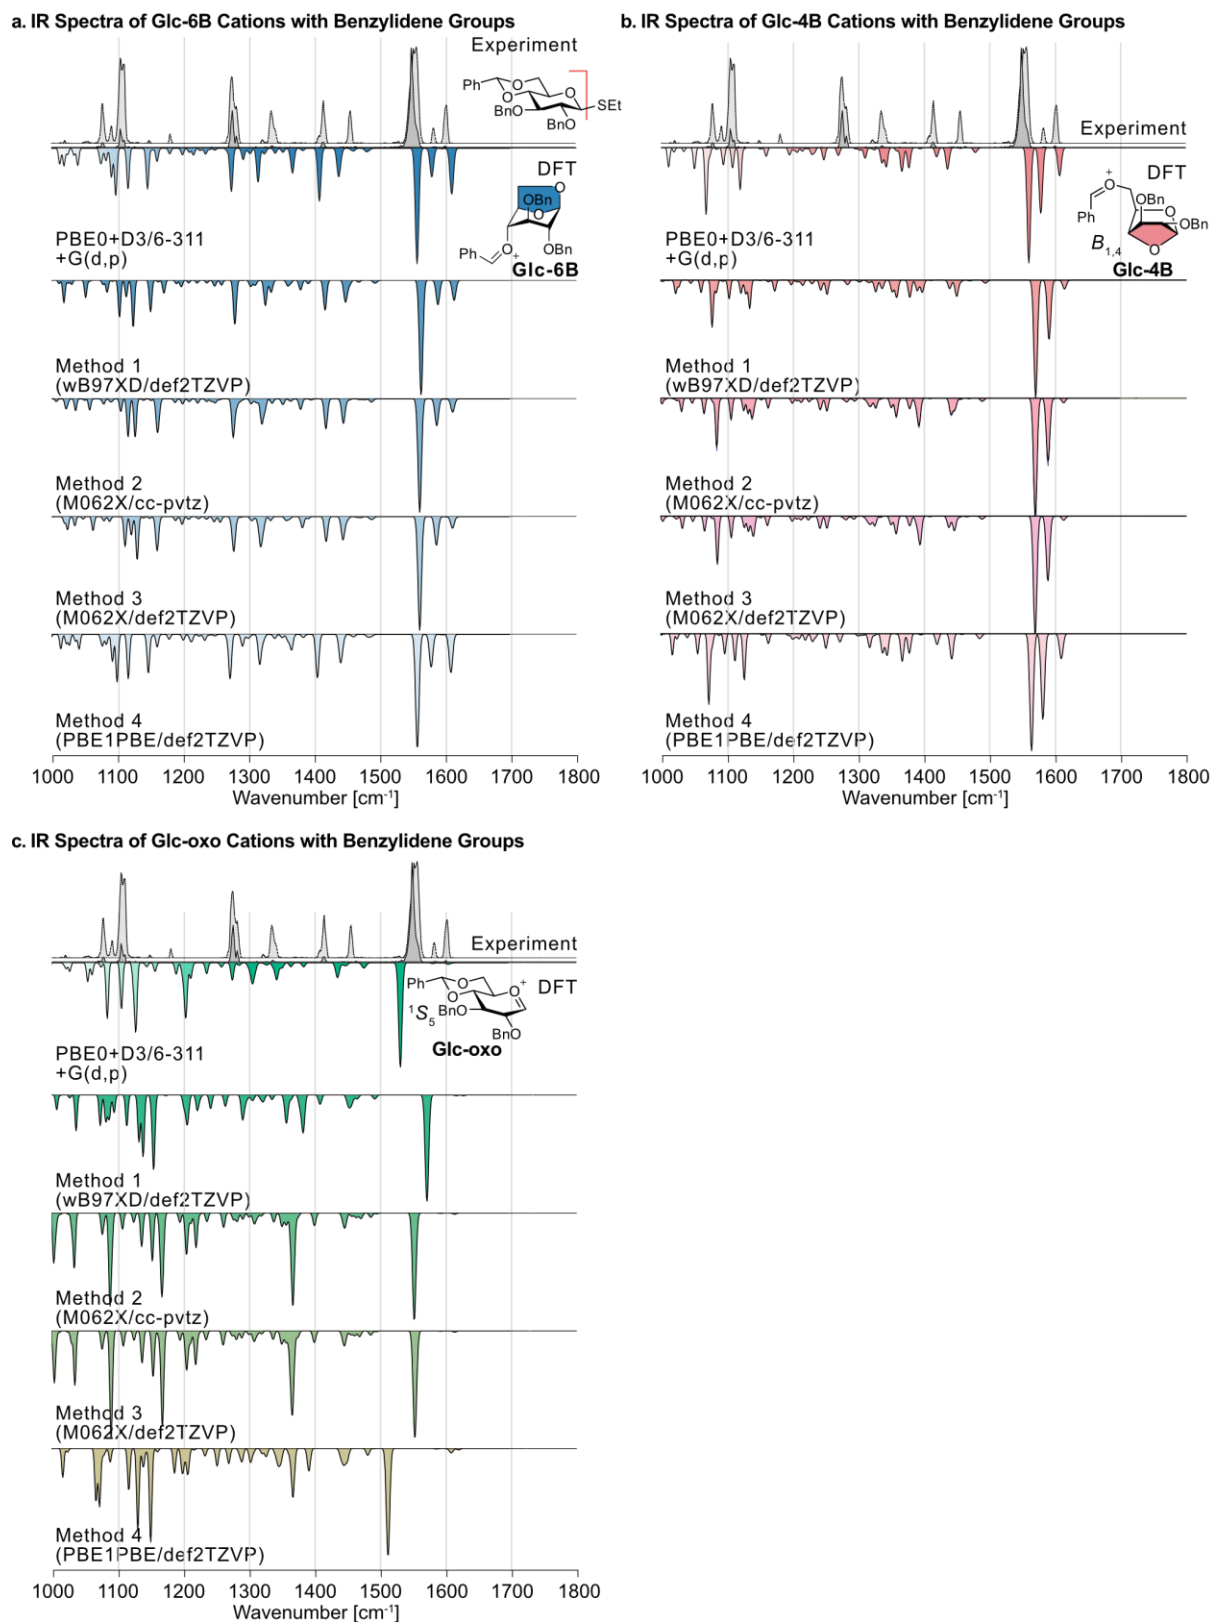 a. IR Spectra of Glc-6B Cations with Benzylidene Groups
Experiment
Ph
O
O
O
SEt
BnO
OBn
DFT
O
OBn
O
Ph
O+
OBn
Glc-6B
PBE0+D3/6-311
+G(d,p)
Method 1
(wB97XD/def2TZVP)
Method 2
(M062X/cc-pvtz)
Method 3
(M062X/def2TZVP)
Method 4
(PBE1PBE/def2TZVP)
1000 1100 1200 1300 1400 1500 1600 1700 1800
Wavenumber [cm-1]
b. IR Spectra of Glc-4B Cations with Benzylidene Groups
Experiment
DFT
+
O
Ph
OBn
O
OBn
O
B1,4
Glc-4B
PBE0+D3/6-311
+G(d,p)
Method 1
(wB97XD/def2TZVP)
Method 2
(M062X/cc-pvtz)
Method 3
(M062X/def2TZVP)
Method 4
(PBE1PBE/def2TZVP)
1000 1100 1200 1300 1400 1500 1600 1700 1800
Wavenumber [cm-1]
c. IR Spectra of Glc-oxo Cations with Benzylidene Groups
Experiment
DFT
Ph
O
O
O+
1S5
BnO
BnO
Glc-oxo
PBE0+D3/6-311
+G(d,p)
Method 1
(wB97XD/def2TZVP)
Method 2
(M062X/cc-pvtz)
Method 3
(M062X/def2TZVP)
Method 4
(PBE1PBE/def2TZVP)
1000 1100 1200 1300 1400 1500 1600 1700 1800
Wavenumber [cm-1]